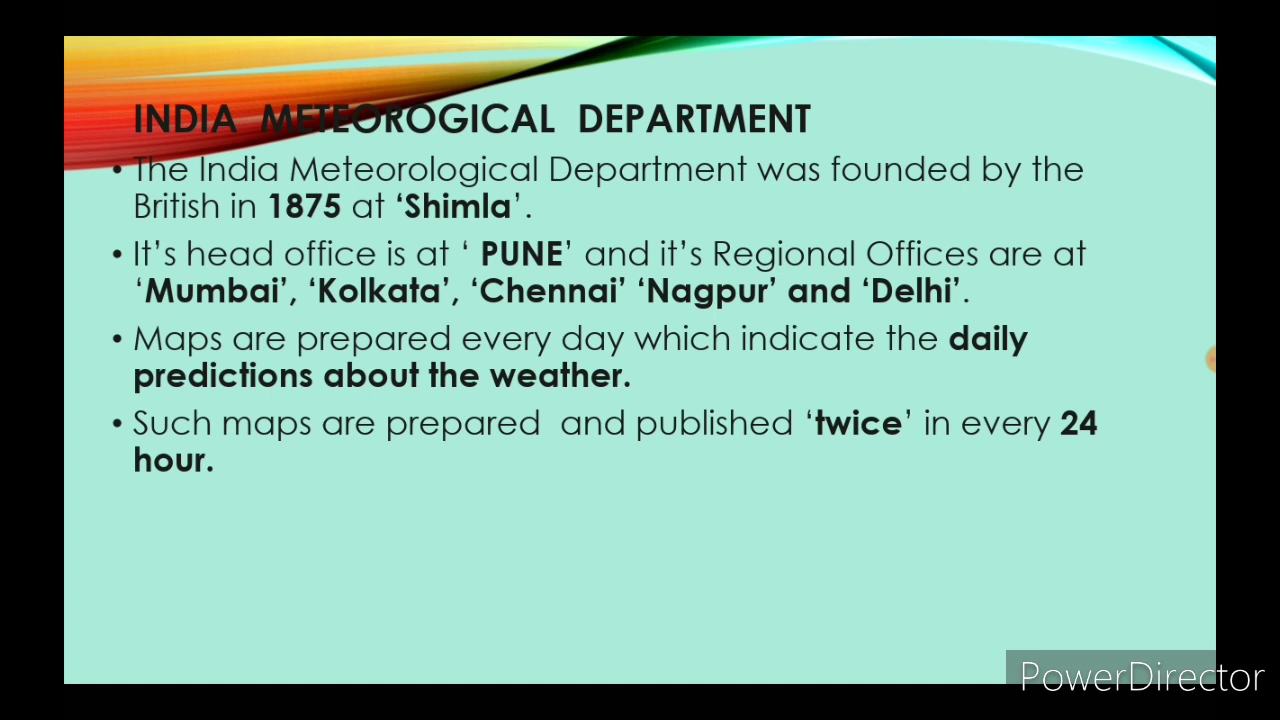 INDIA METEOROGICAL DEPARTMENT
• The India Meteorological Department was founded by the
British in 1875 at ‘Shimla’.
• It’s head office is at ‘ PUNE’ and it’s Regional Offices are at
‘Mumbai’, ‘Kolkata’, ‘Chennai’ ‘Nagpur’ and ‘Delhi’.
• Maps are prepared every day which indicate the daily
predictions about the weather.
• Such maps are prepared  and published ‘twice’ in every 24
hour.
PowerDirector